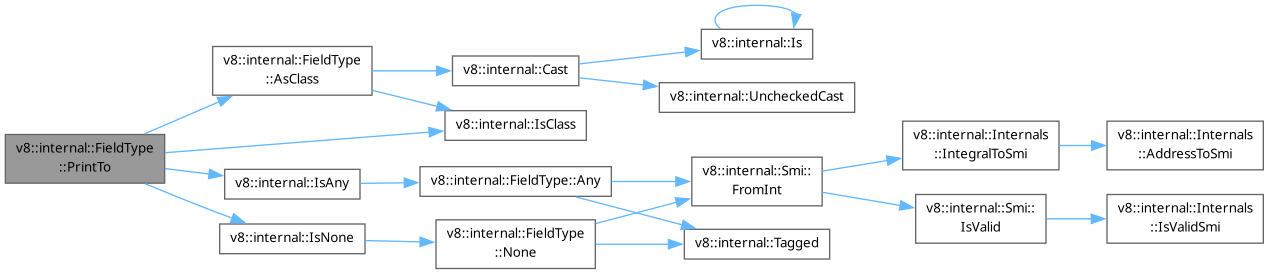 v8::internal::FieldType
::PrintTo
v8::internal::FieldType
::AsClass
v8::internal::Cast
v8::internal::Is
v8::internal::UncheckedCast
v8::internal::IsClass
v8::internal::IsAny
v8::internal::FieldType::Any
v8::internal::Smi::
FromInt
v8::internal::Internals
::IntegralToSmi
v8::internal::Internals
::AddressToSmi
v8::internal::Smi::
IsValid
v8::internal::Internals
::IsValidSmi
v8::internal::Tagged
v8::internal::IsNone
v8::internal::FieldType
::None